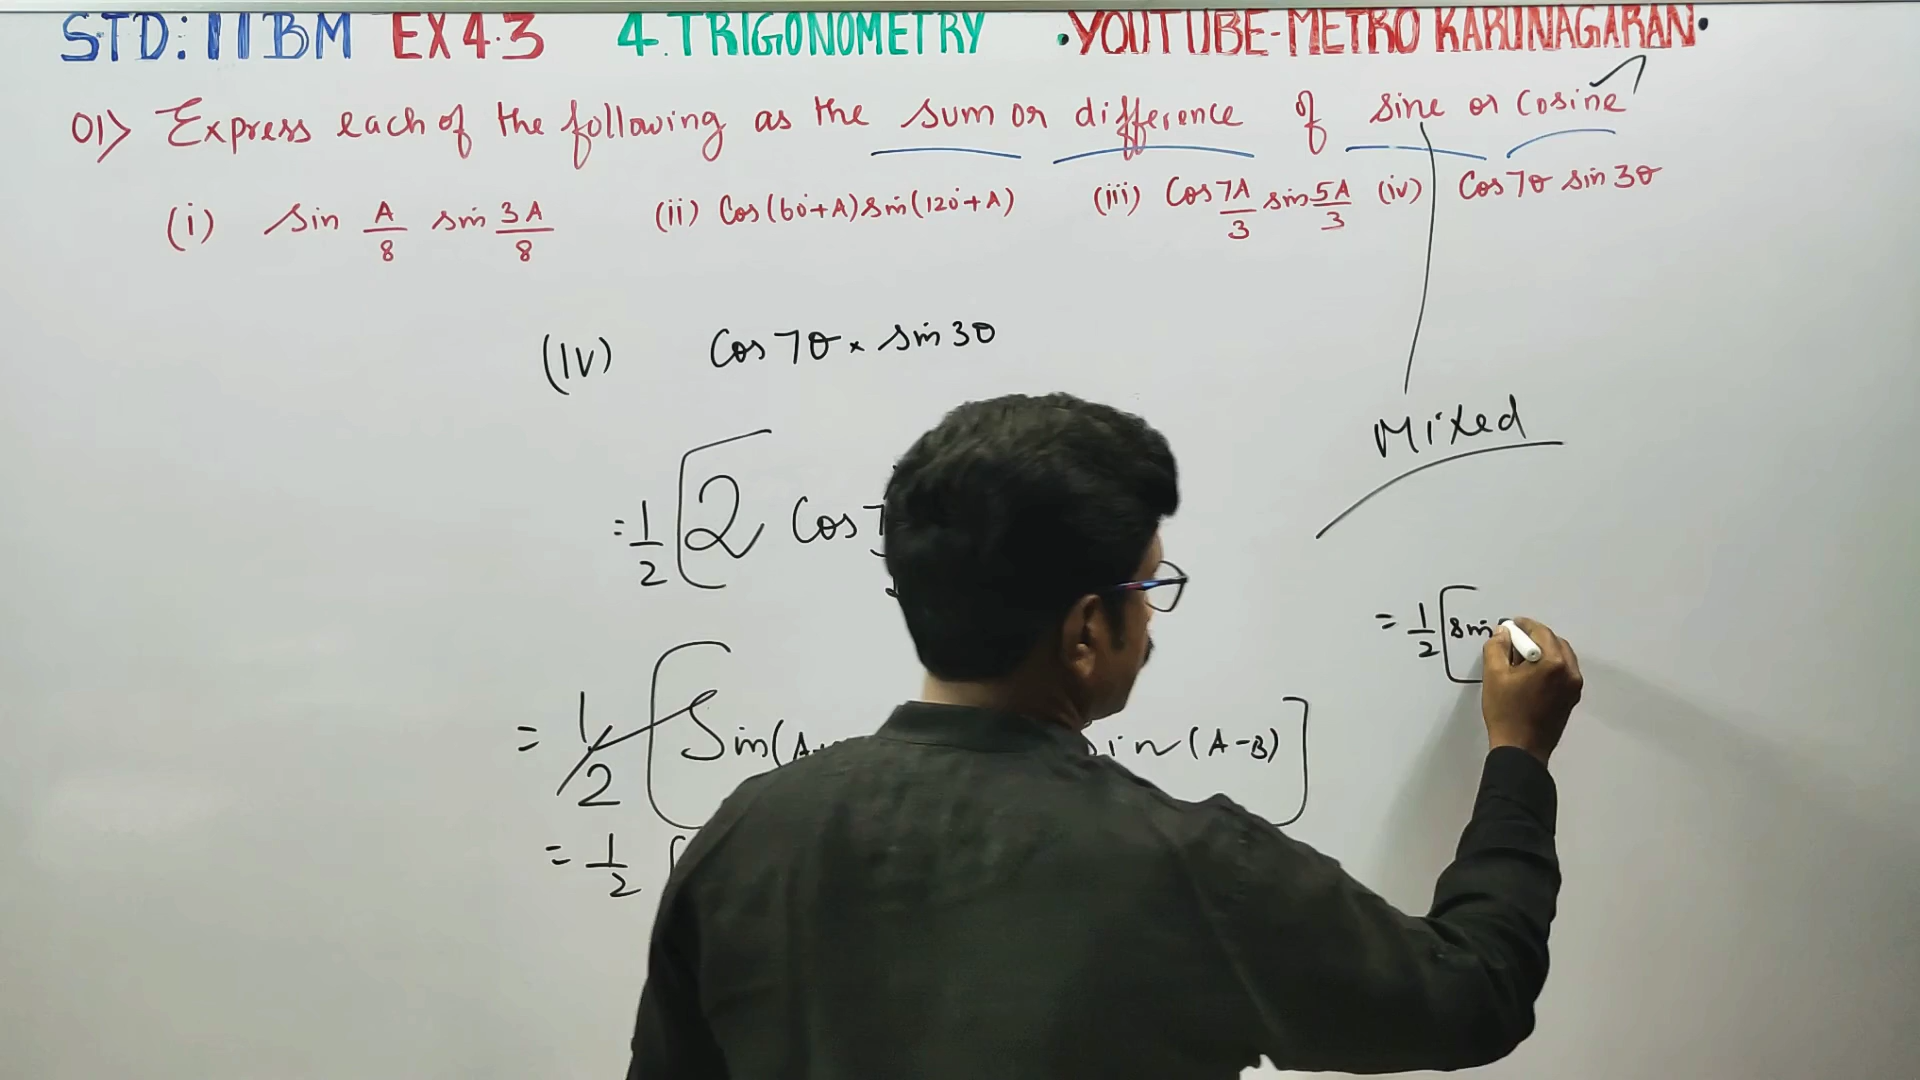 STD: 11 BM EX 4.3 4. TRIGONOMETRY ·YOUTUBE-METRO KARUNAGARAN·
01) Express each of the following as the sum or difference of sine or cosine
(i) sin A/8 sin 3A/8 (ii) Cos(60°+A) sin(120°+A) (iii) Cos 7A/3 sin 5A/3 (iv) Cos 7θ sin 3θ
(iv) Cos 7θ × sin 3θ
Mixed
= 1/2 [2 Cos 7
= 1/2 [sin
= 1/2 [Sin(A+ sin(A-B)]
= 1/2 [